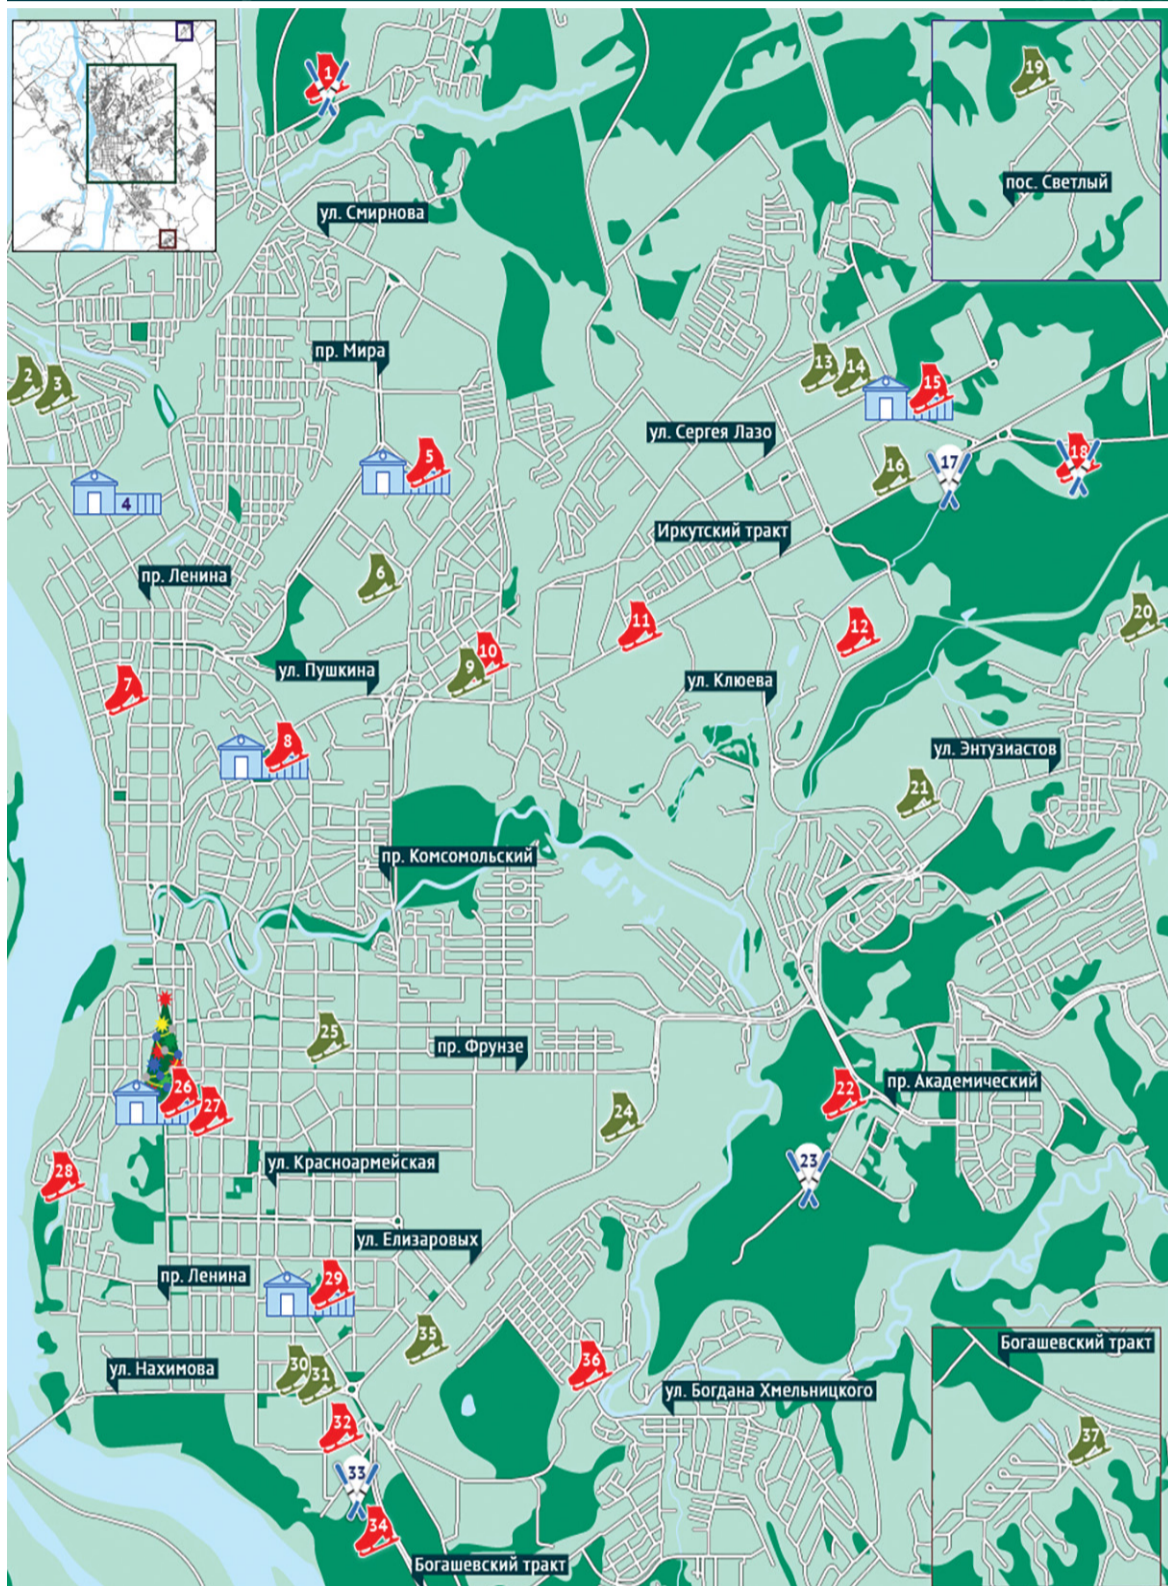 1
19
пос. Светлый
ул. Смирнова
пр. Мира
2
3
13
14
15
ул. Сергея Лазо
5
16
17
18
4
Иркутский тракт
6
пр. Ленина
11
12
20
10
9
ул. Пушкина
7
ул. Клюева
8
ул. Энтузиастов
21
пр. Комсомольский
25
пр. Фрунзе
26
27
24
22
пр. Академический
28
ул. Красноармейская
23
ул. Елизаровых
пр. Ленина
29
35
Богашевский тракт
ул. Нахимова
30
31
36
ул. Богдана Хмельницкого
32
37
33
34
Богашевский тракт